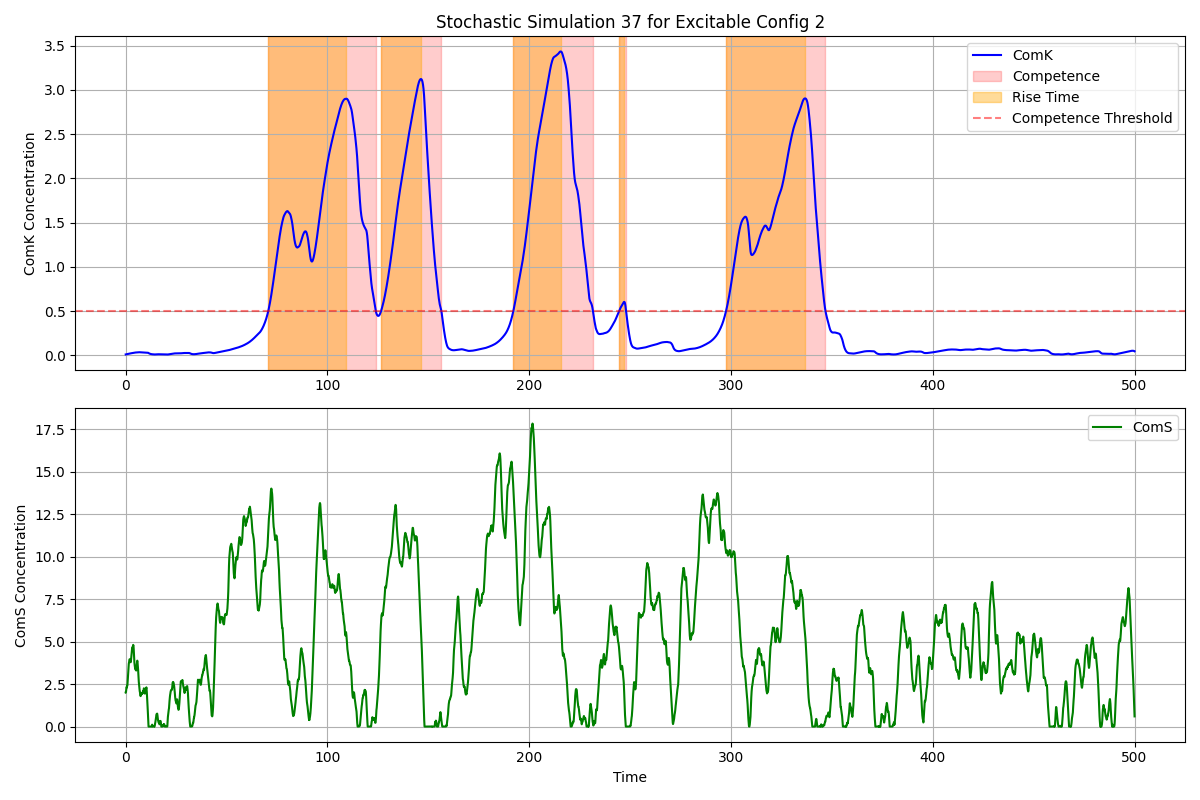 Stochastic Simulation 37 for Excitable Config 2
ComK Concentration
3.5
3.0
2.5
2.0
1.5
1.0
0.5
0.0
ComK
Competence
Rise Time
Competence Threshold
0 100 200 300 400 500
ComS Concentration
17.5
15.0
12.5
10.0
7.5
5.0
2.5
0.0
ComS
0 100 200 300 400 500
Time